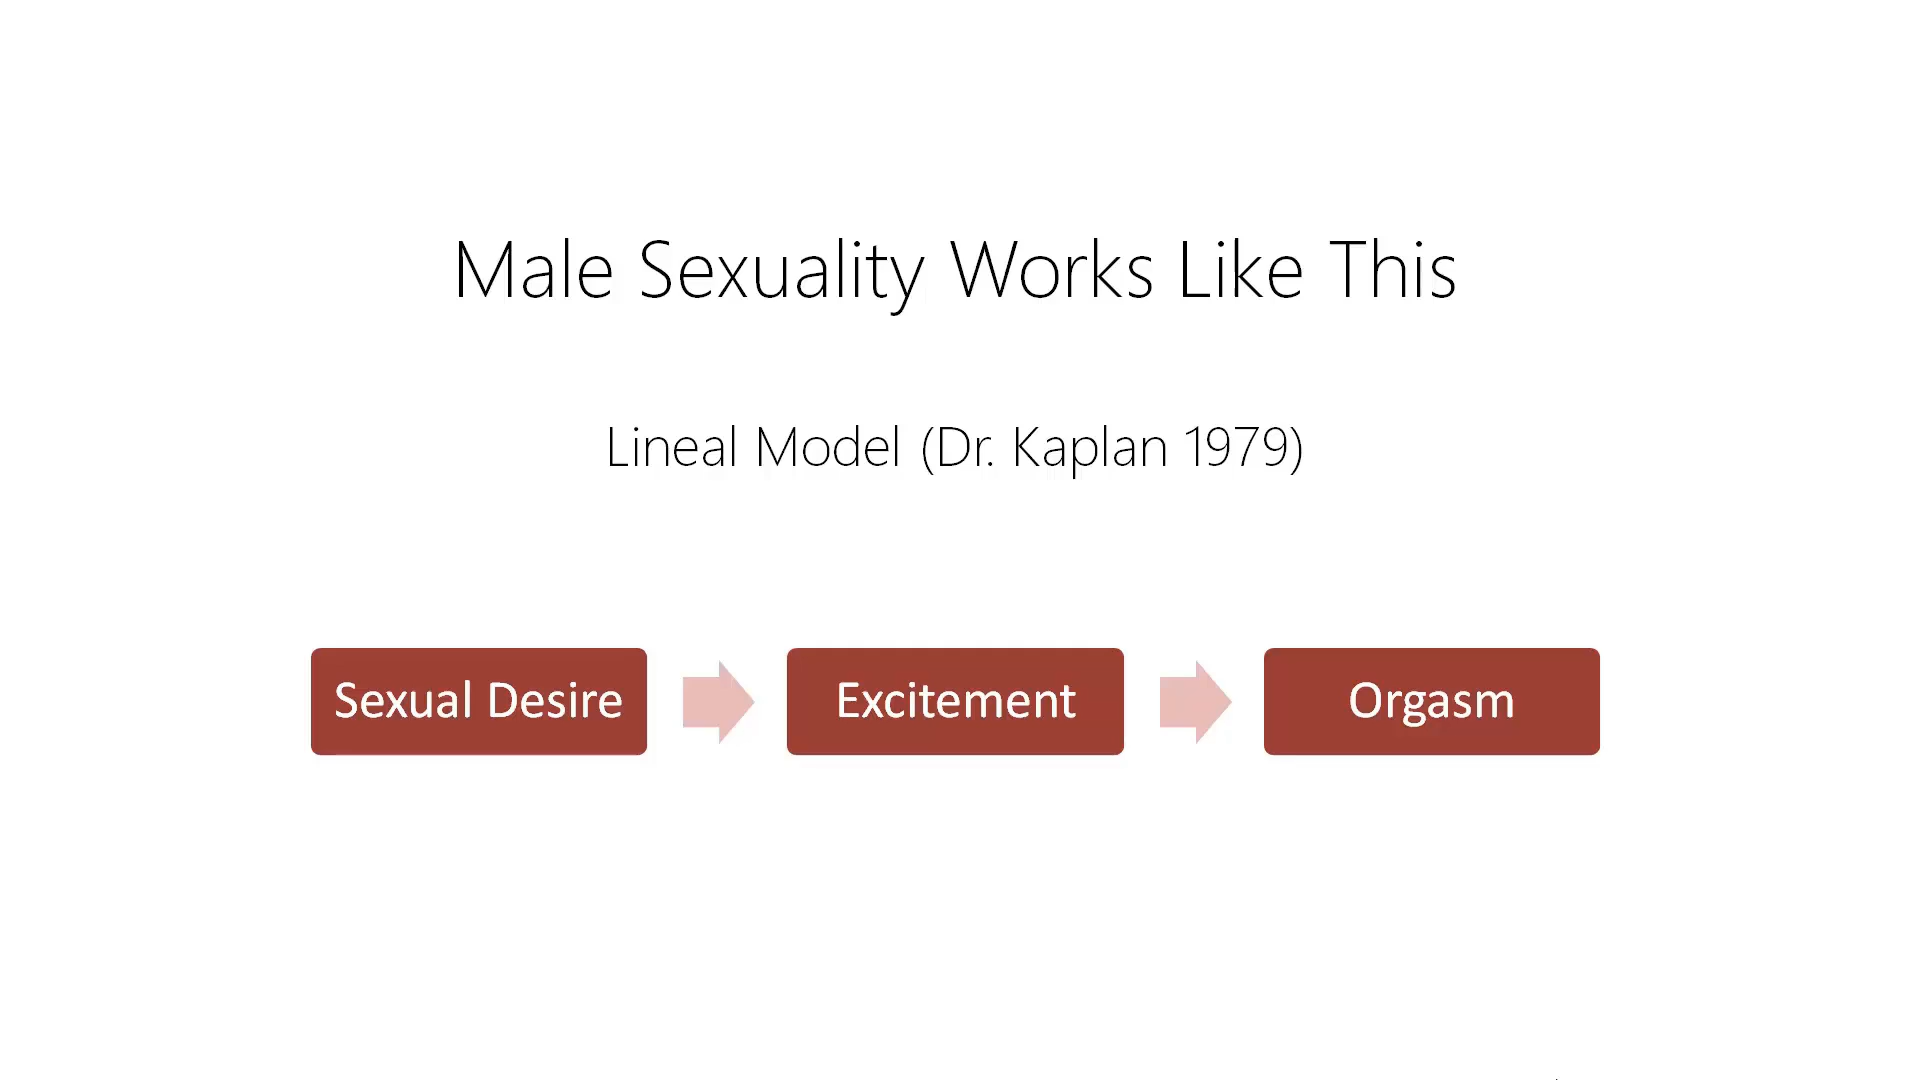 Male Sexuality Works Like This
Lineal Model (Dr. Kaplan 1979)
Sexual Desire
Excitement
Orgasm